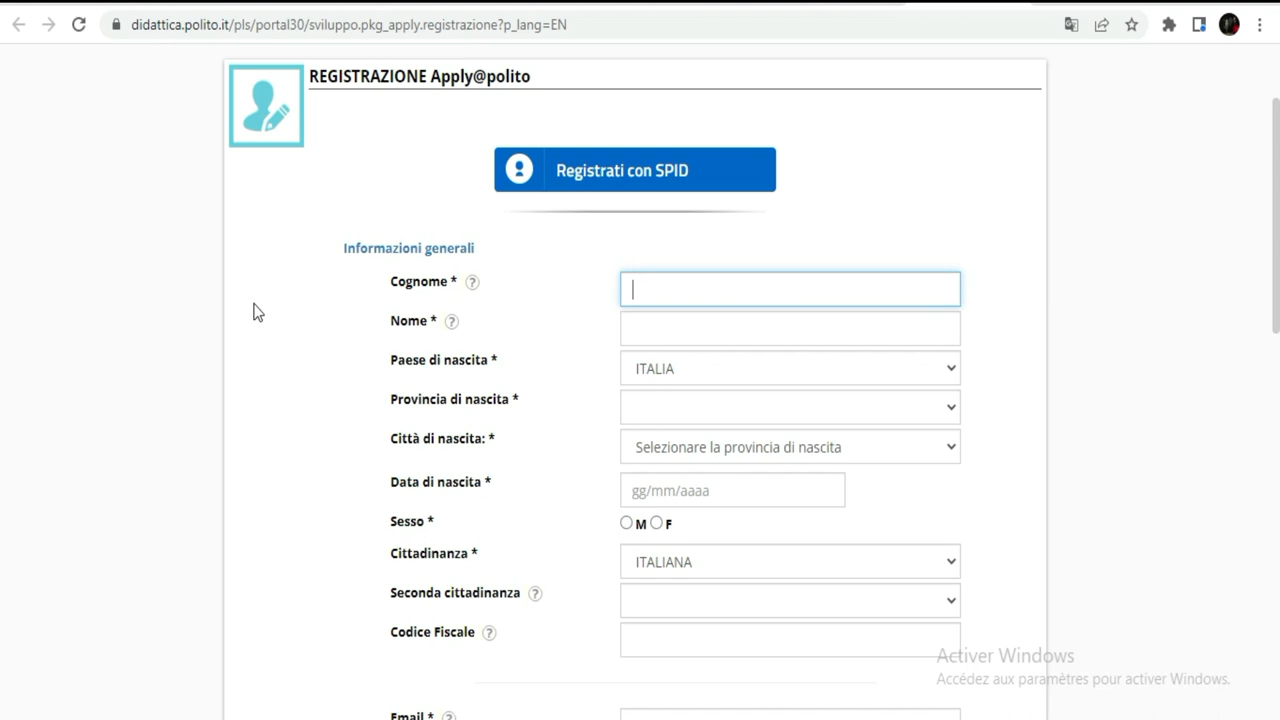 didattica.polito.it/pls/portal30/sviluppo.pkg_apply.registrazione?p_lang=EN
REGISTRAZIONE Apply@polito
Registrati con SPID
Informazioni generali
Cognome * ?
Nome * ?
Paese di nascita * ITALIA
Provincia di nascita *
Città di nascita: * Selezionare la provincia di nascita
Data di nascita * gg/mm/aaaa
Sesso * M F
Cittadinanza * ITALIANA
Seconda cittadinanza ?
Codice Fiscale ?
Activer Windows
Accédez aux paramètres pour activer Windows.
Email * ?